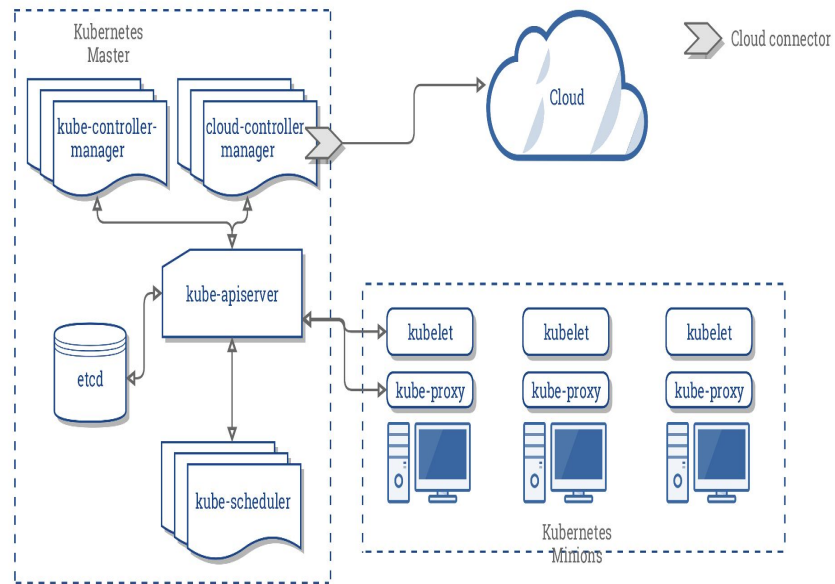 Kubernetes
Master
Cloud connector
kube-controller-
manager
cloud-controller
manager
Cloud
kube-apiserver
etcd
kube-scheduler
kubelet
kubelet
kubelet
kube-proxy
kube-proxy
kube-proxy
Kubernetes
Minions